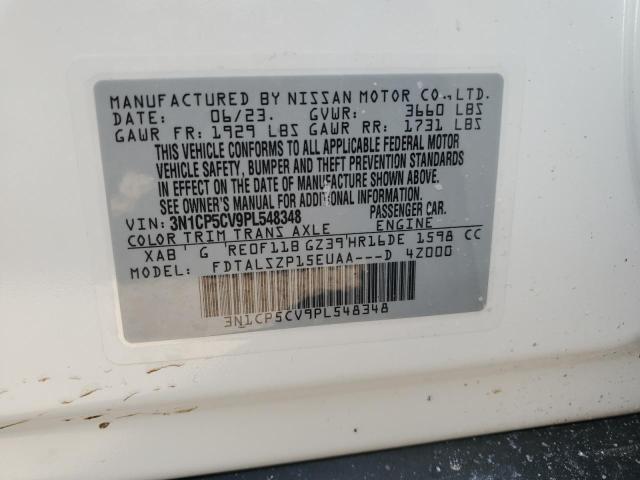 MANUFACTURED BY NISSAN MOTOR CO.,LTD.
DATE: 06/23. GVWR: 3660 LBS
GAWR FR: 1929 LBS GAWR RR: 1731 LBS
THIS VEHICLE CONFORMS TO ALL APPLICABLE FEDERAL MOTOR
VEHICLE SAFETY, BUMPER AND THEFT PREVENTION STANDARDS
IN EFFECT ON THE DATE OF MANUFACTURE SHOWN ABOVE.
SEE OWNER'S MANUAL FOR ADDITIONAL INFORMATION.
VIN: 3N1CP5CV9PL548348 PASSENGER CAR.
COLOR TRIM TRANS AXLE ENGINE
XAB G RE0F11B GZ39 HR16DE 1598 CC
MODEL: FDTALSZP15EUAA---D 4Z000
3N1CP5CV9PL548348